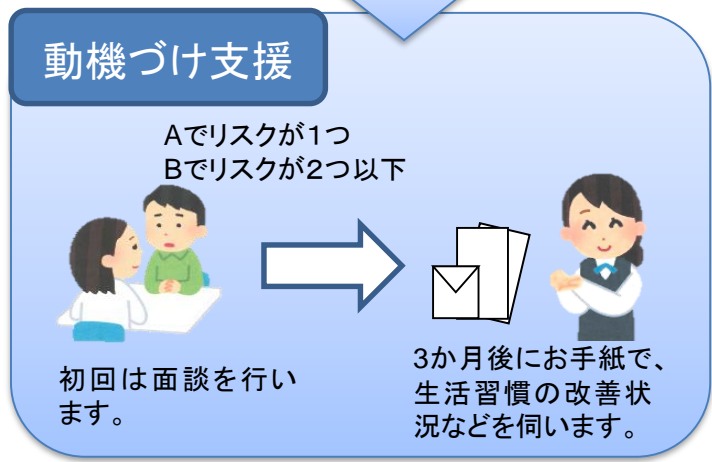 動機づけ支援
Aでリスクが１つ
Bでリスクが２つ以下
初回は面談を行い
ます。
3か月後にお手紙で、
生活習慣の改善状
況などを伺います。